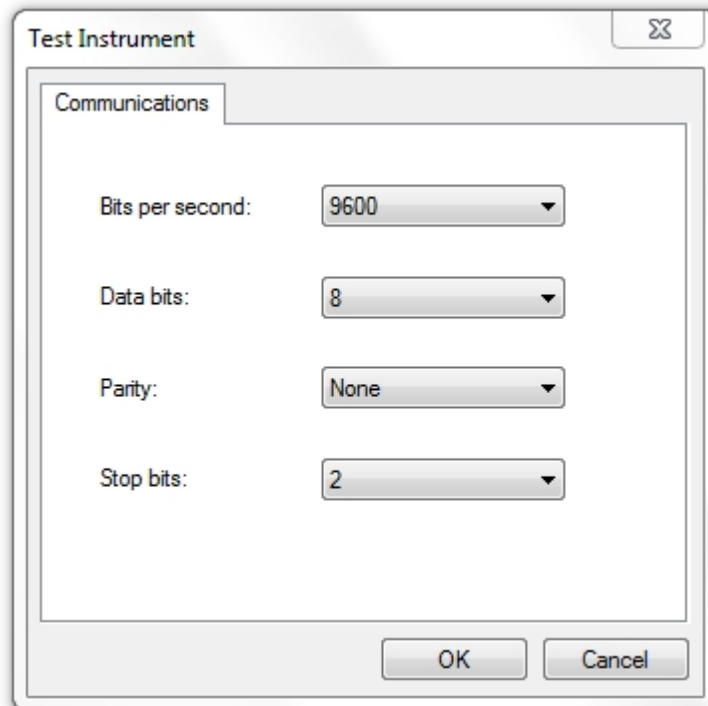 Test Instrument
Communications
Bits per second: 9600
Data bits: 8
Parity: None
Stop bits: 2
OK Cancel